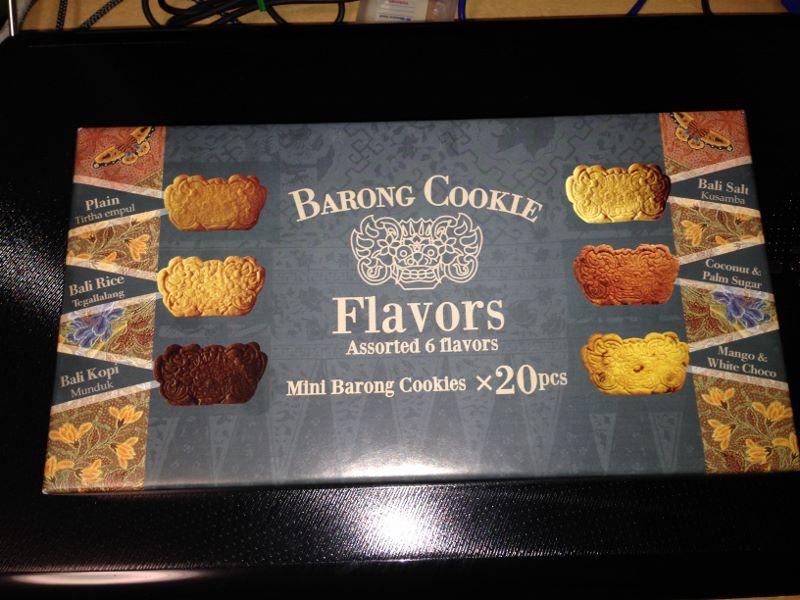 BARONG COOKIE
Flavors
Assorted 6 flavors
Mini Barong Cookies ×20pcs
Plain
Tirtha empul
Bali Rice
Tegallalang
Bali Kopi
Munduk
Bali Salt
Kusamba
Coconut &
Palm Sugar
Mango &
White Choco